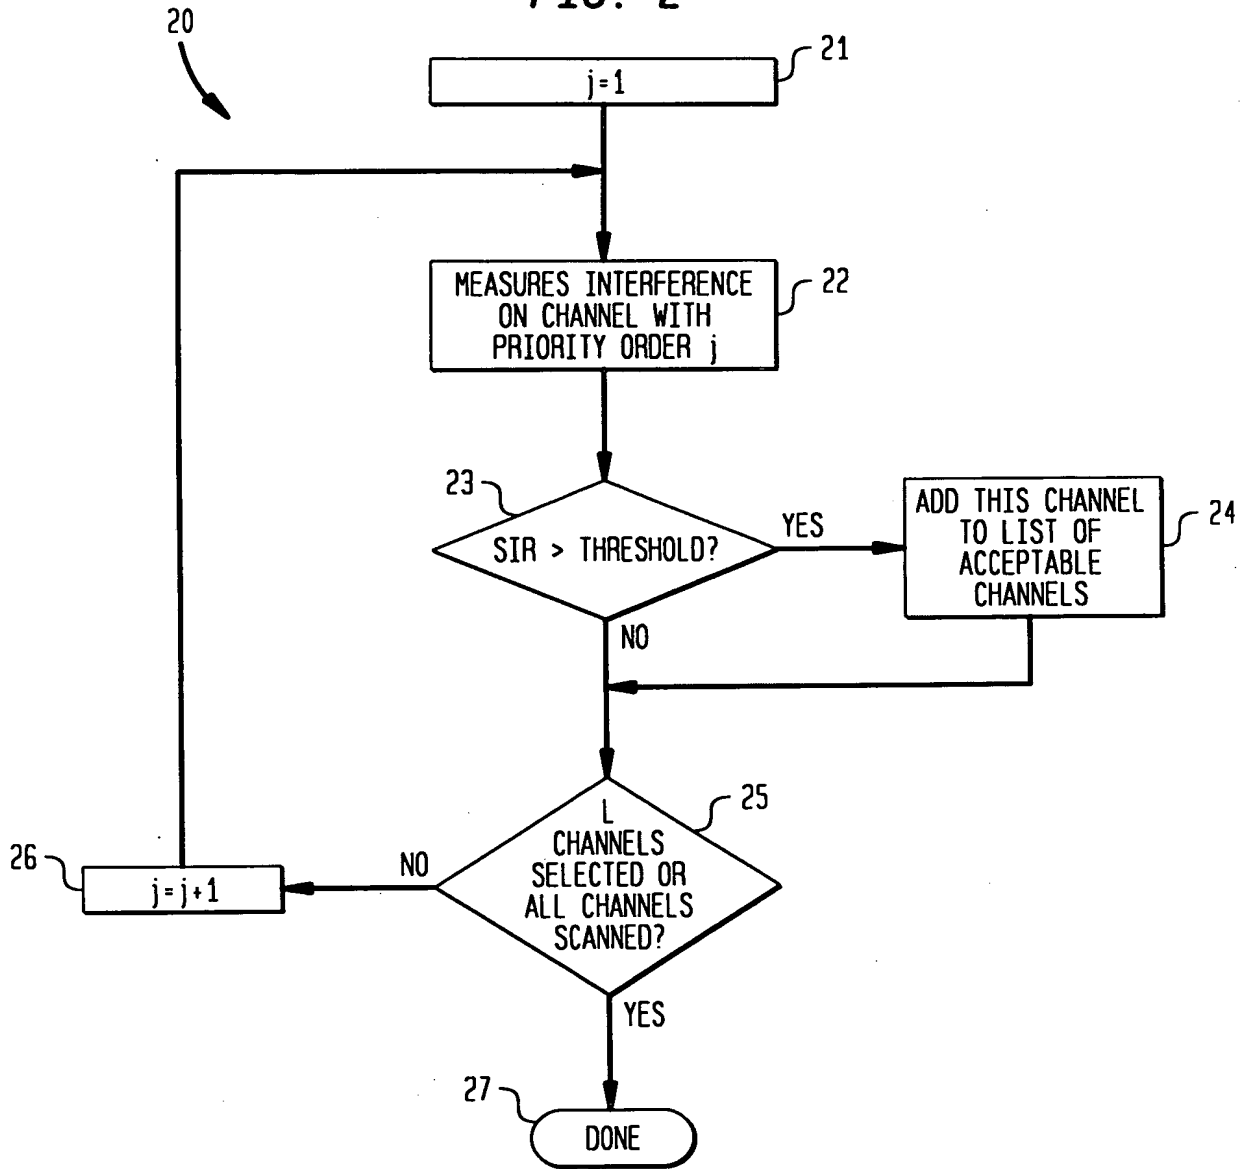 FIG. 2
20
21
j=1
MEASURES INTERFERENCE
ON CHANNEL WITH
PRIORITY ORDER j
22
23
SIR > THRESHOLD?
YES
NO
ADD THIS CHANNEL
TO LIST OF
ACCEPTABLE
CHANNELS
24
L
CHANNELS
SELECTED OR
ALL CHANNELS
SCANNED?
25
NO
YES
26
j=j+1
27
DONE